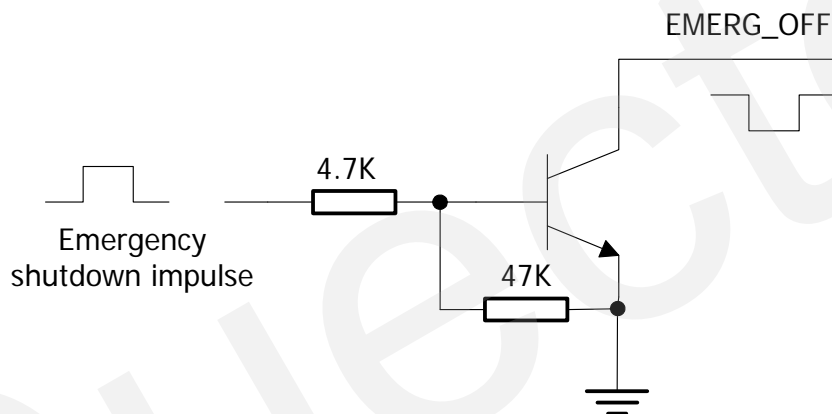 EMERG_OFF
4.7K
Emergency
shutdown impulse
47K